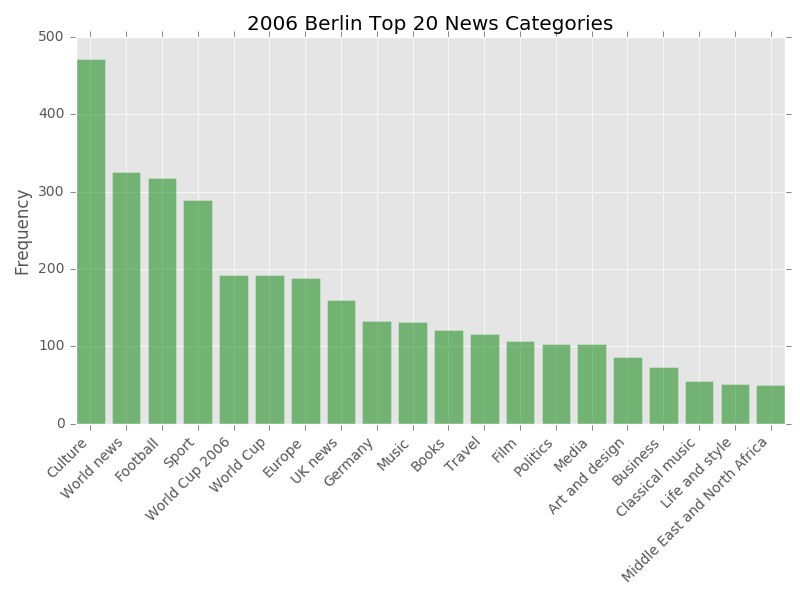 2006 Berlin Top 20 News Categories
500
400
300
200
100
0
Frequency
Culture
World news
Football
Sport
World Cup 2006
World Cup
Europe
UK news
Germany
Music
Books
Travel
Film
Politics
Media
Art and design
Business
Classical music
Life and style
Middle East and North Africa